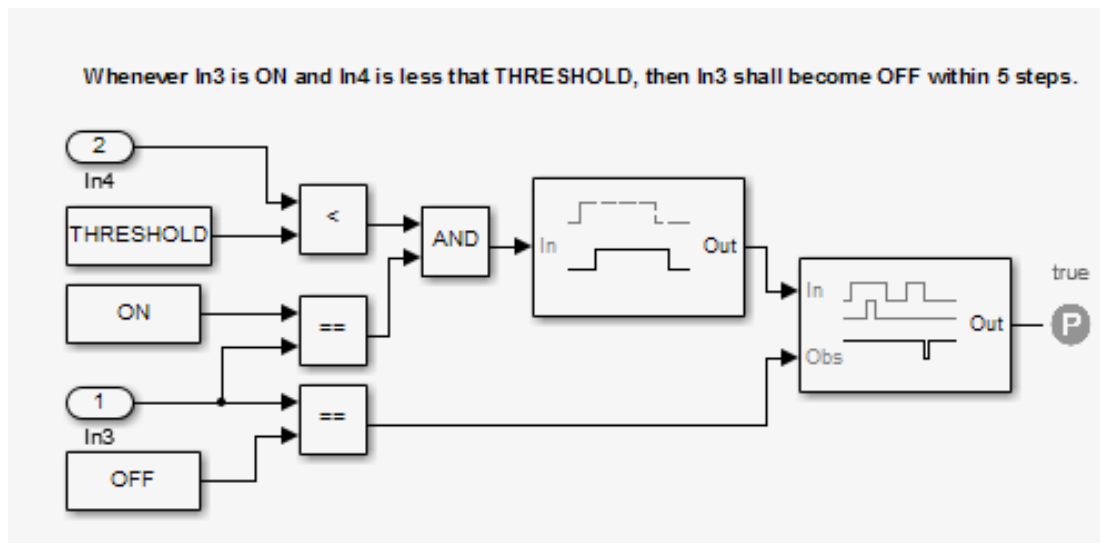 Whenever In3 is ON and In4 is less that THRESHOLD, then In3 shall become OFF within 5 steps.
2
In4
THRESHOLD
<
AND
In
Out
ON
==
In
Obs
Out
true
P
1
In3
==
OFF